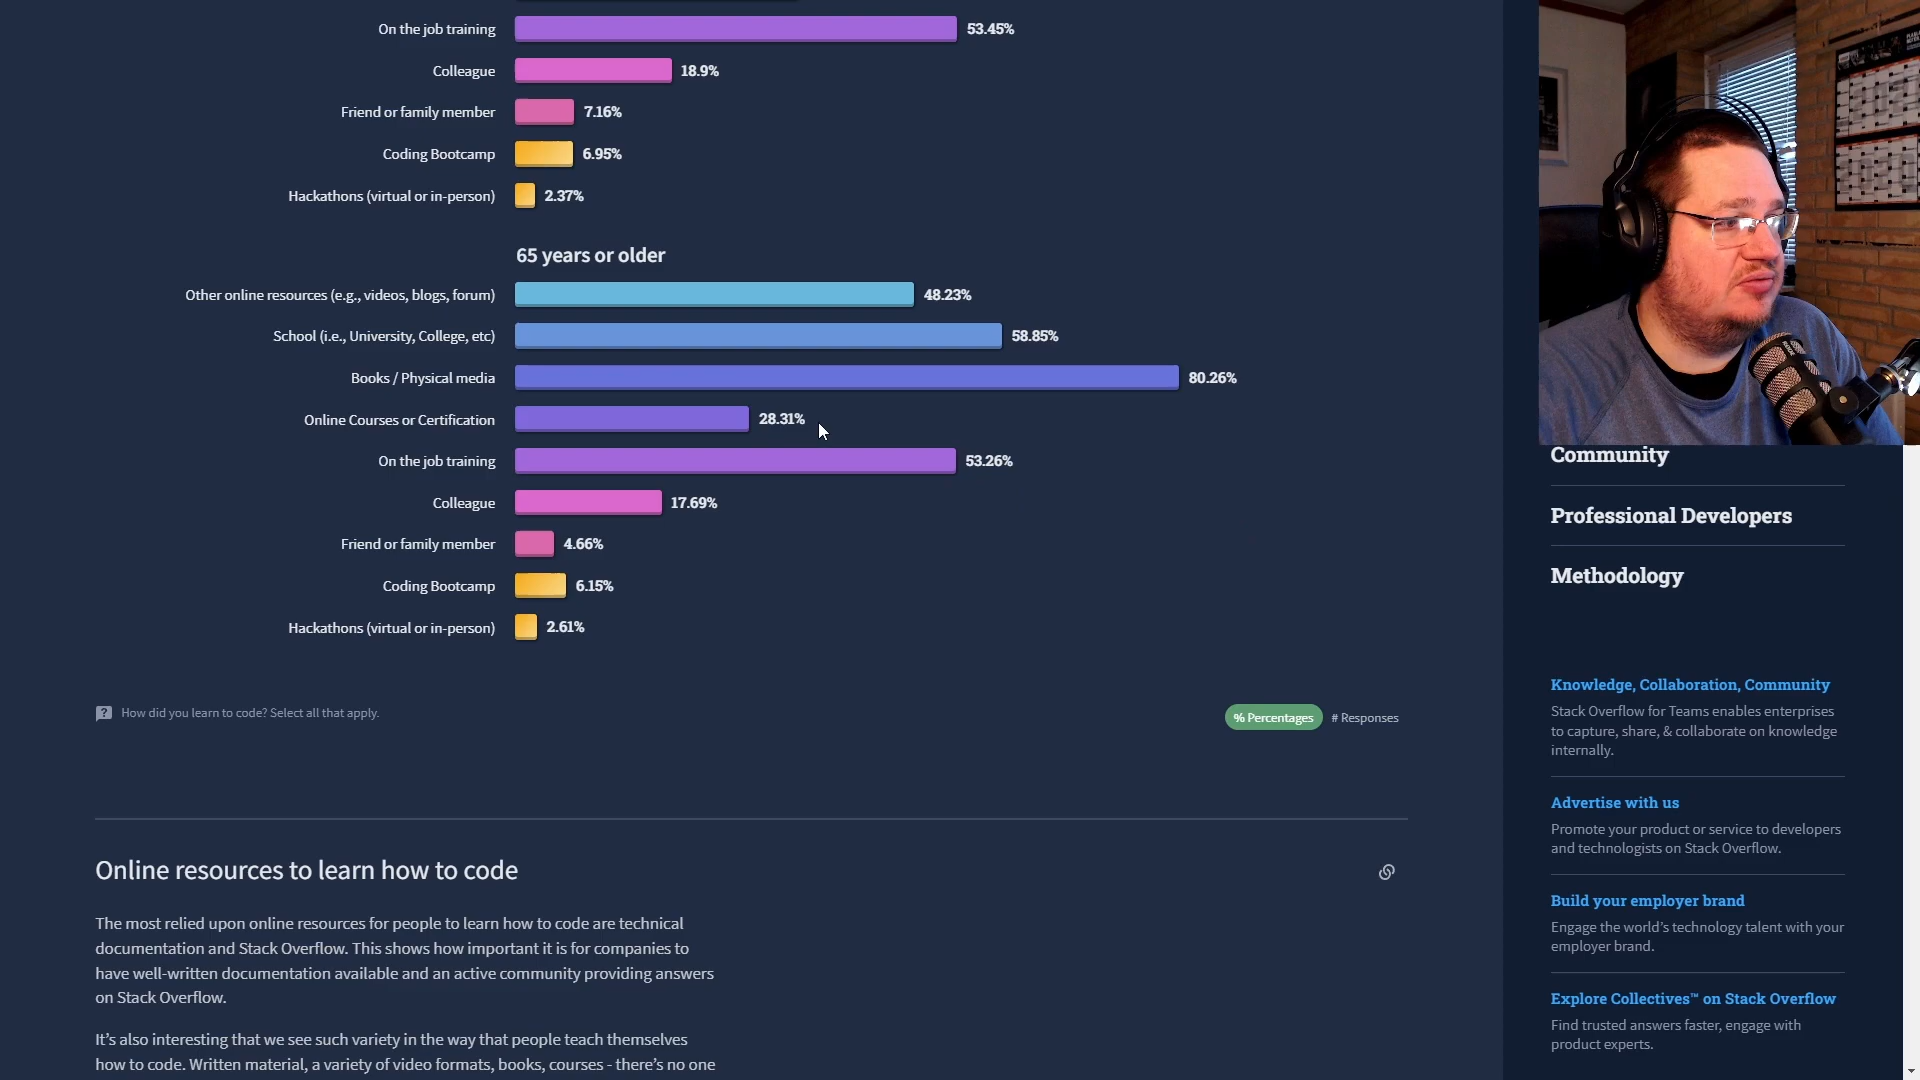 On the job training 53.45%
Colleague 18.9%
Friend or family member 7.16%
Coding Bootcamp 6.95%
Hackathons (virtual or in-person) 2.37%
65 years or older
Other online resources (e.g., videos, blogs, forum) 48.23%
School (i.e., University, College, etc) 58.85%
Books / Physical media 80.26%
Online Courses or Certification 28.31%
On the job training 53.26%
Colleague 17.69%
Friend or family member 4.66%
Coding Bootcamp 6.15%
Hackathons (virtual or in-person) 2.61%
How did you learn to code? Select all that apply.
% Percentages # Responses
Online resources to learn how to code
The most relied upon online resources for people to learn how to code are technical
documentation and Stack Overflow. This shows how important it is for companies to
have well-written documentation available and an active community providing answers
on Stack Overflow.
It’s also interesting that we see such variety in the way that people teach themselves
how to code. Written material, a variety of video formats, books, courses - there’s no one
Community
Professional Developers
Methodology
Knowledge, Collaboration, Community
Stack Overflow for Teams enables enterprises
to capture, share, & collaborate on knowledge
internally.
Advertise with us
Promote your product or service to developers
and technologists on Stack Overflow.
Build your employer brand
Engage the world’s technology talent with your
employer brand.
Explore Collectives™ on Stack Overflow
Find trusted answers faster, engage with
product experts.